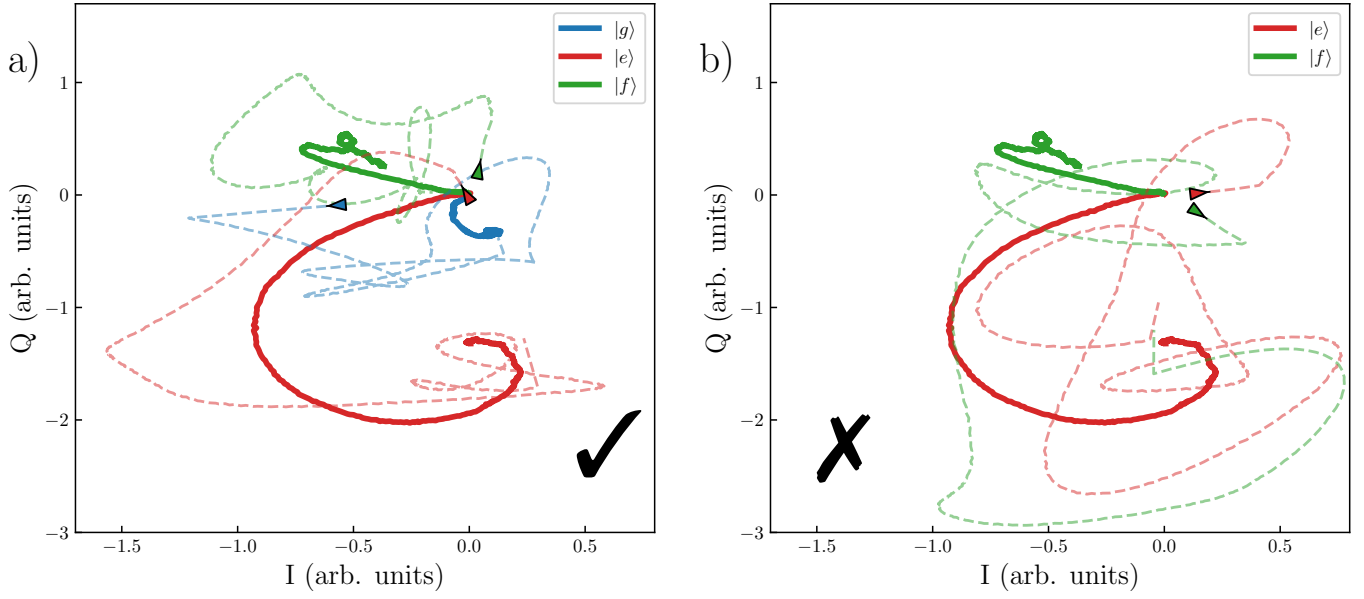 a)
|g⟩
|e⟩
|f⟩
1
0
−1
−2
−3
Q (arb. units)
−1.5 −1.0 −0.5 0.0 0.5
I (arb. units)
b)
|e⟩
|f⟩
1
0
−1
−2
−3
Q (arb. units)
−1.5 −1.0 −0.5 0.0 0.5
I (arb. units)